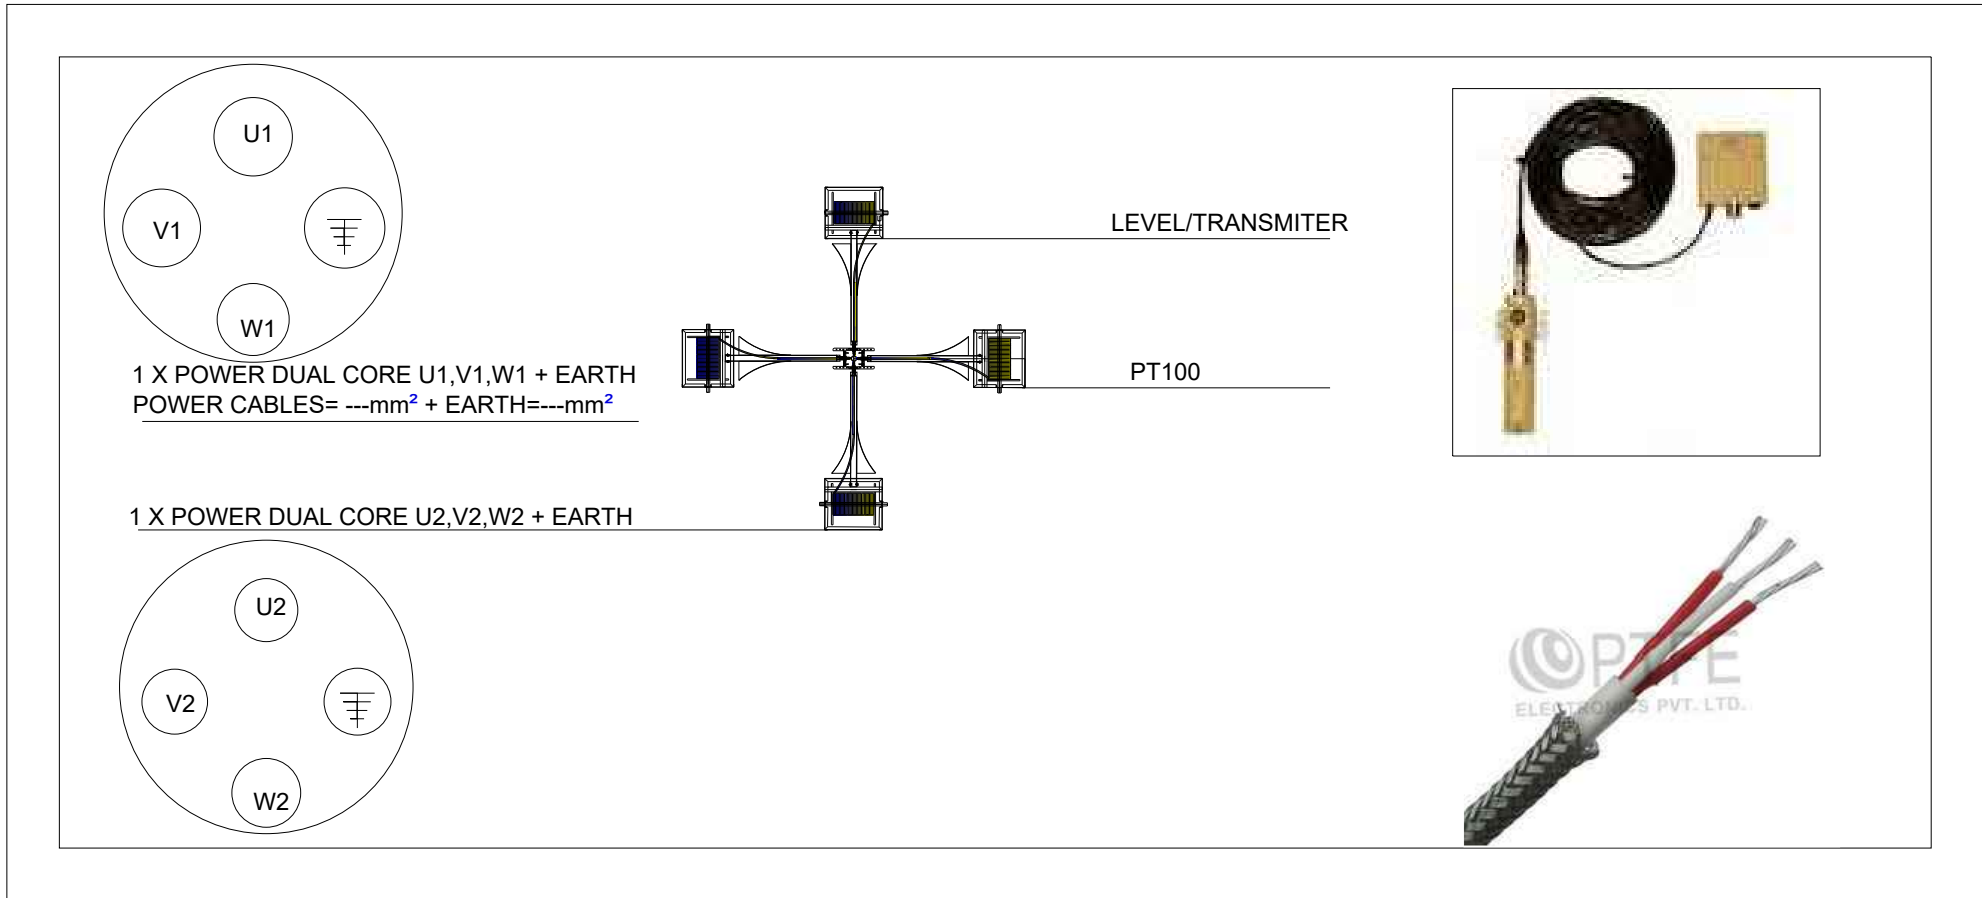 U1
V1
W1
1 X POWER DUAL CORE U1,V1,W1 + EARTH
POWER CABLES= ---mm² + EARTH=---mm²
1 X POWER DUAL CORE U2,V2,W2 + EARTH
U2
V2
W2
LEVEL/TRANSMITER
PT100
PTFE
ELECTRONICS PVT. LTD.